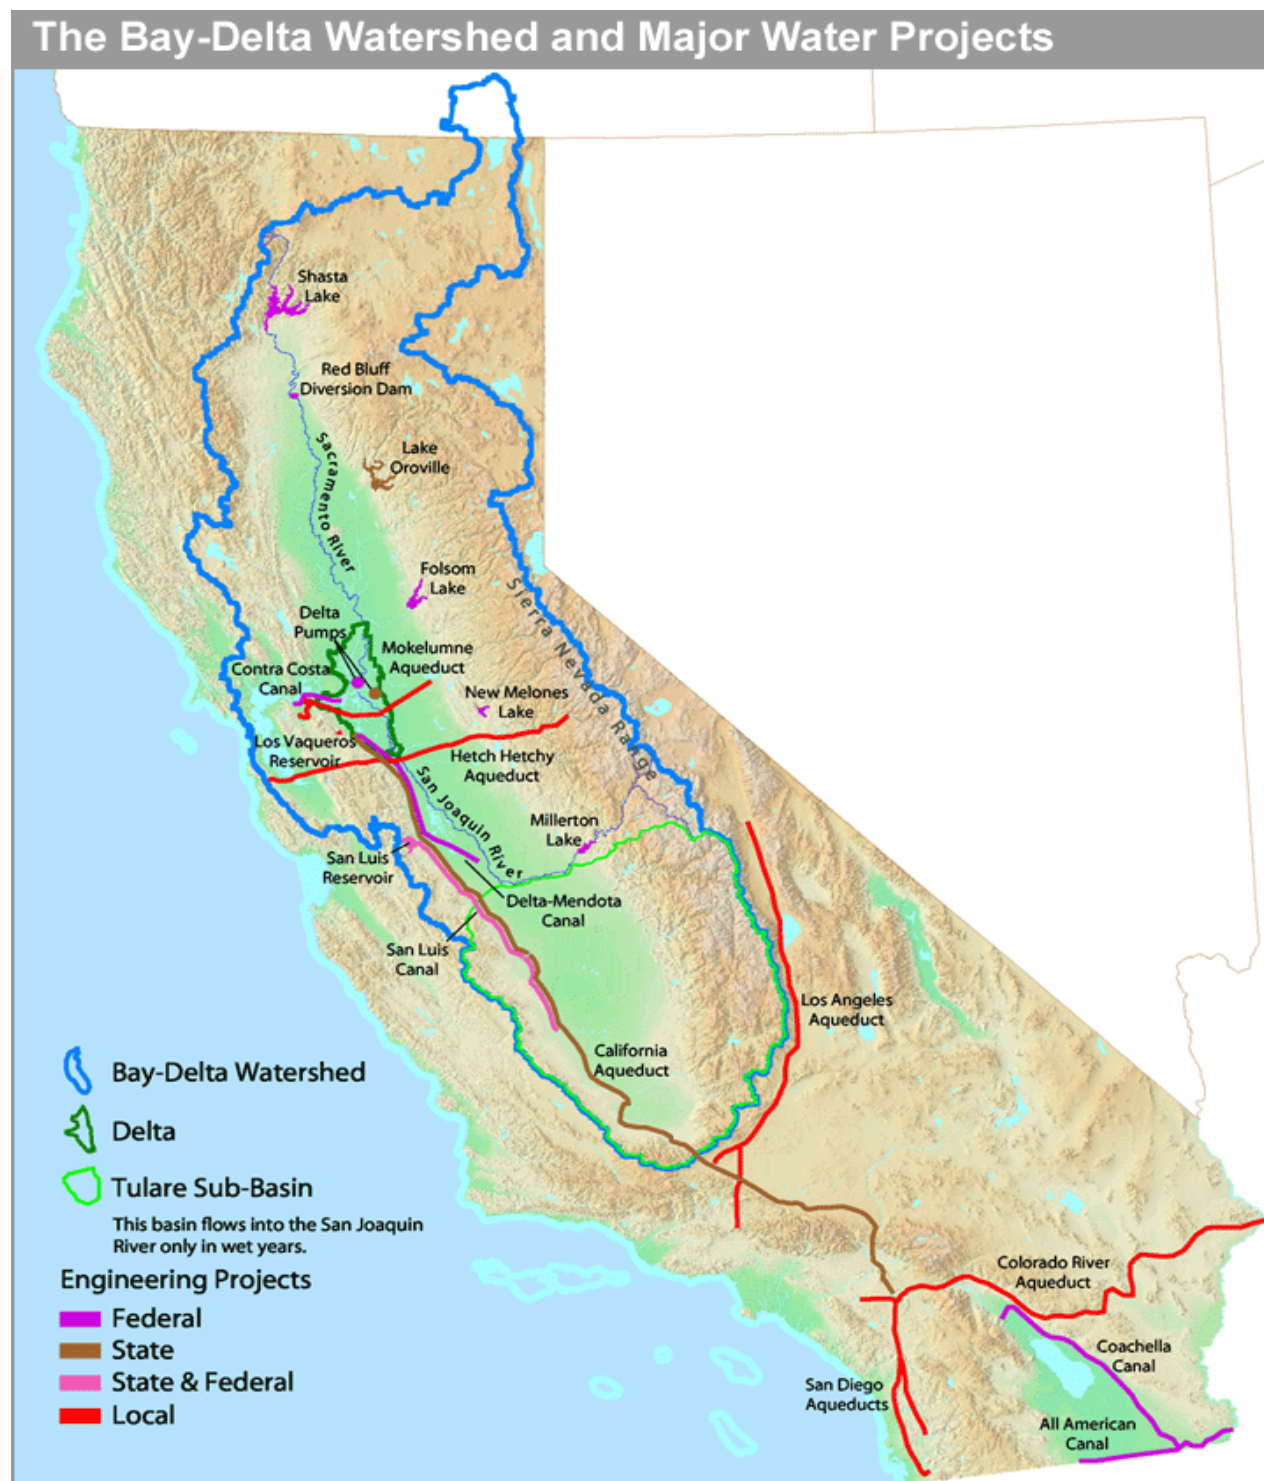 The Bay-Delta Watershed and Major Water Projects
Shasta
Lake
Red Bluff
Diversion Dam
Lake
Oroville
Sacramento River
Folsom
Lake
Sierra Nevada Range
Delta
Pumps
Mokelumne
Aqueduct
Contra Costa
Canal
New Melones
Lake
Los Vaqueros
Reservoir
Hetch Hetchy
Aqueduct
San Joaquin River
Millerton
Lake
San Luis
Reservoir
Delta-Mendota
Canal
San Luis
Canal
Los Angeles
Aqueduct
California
Aqueduct
Bay-Delta Watershed
Delta
Tulare Sub-Basin
This basin flows into the San Joaquin
River only in wet years.
Engineering Projects
Federal
State
State & Federal
Local
Colorado River
Aqueduct
Coachella
Canal
San Diego
Aqueducts
All American
Canal